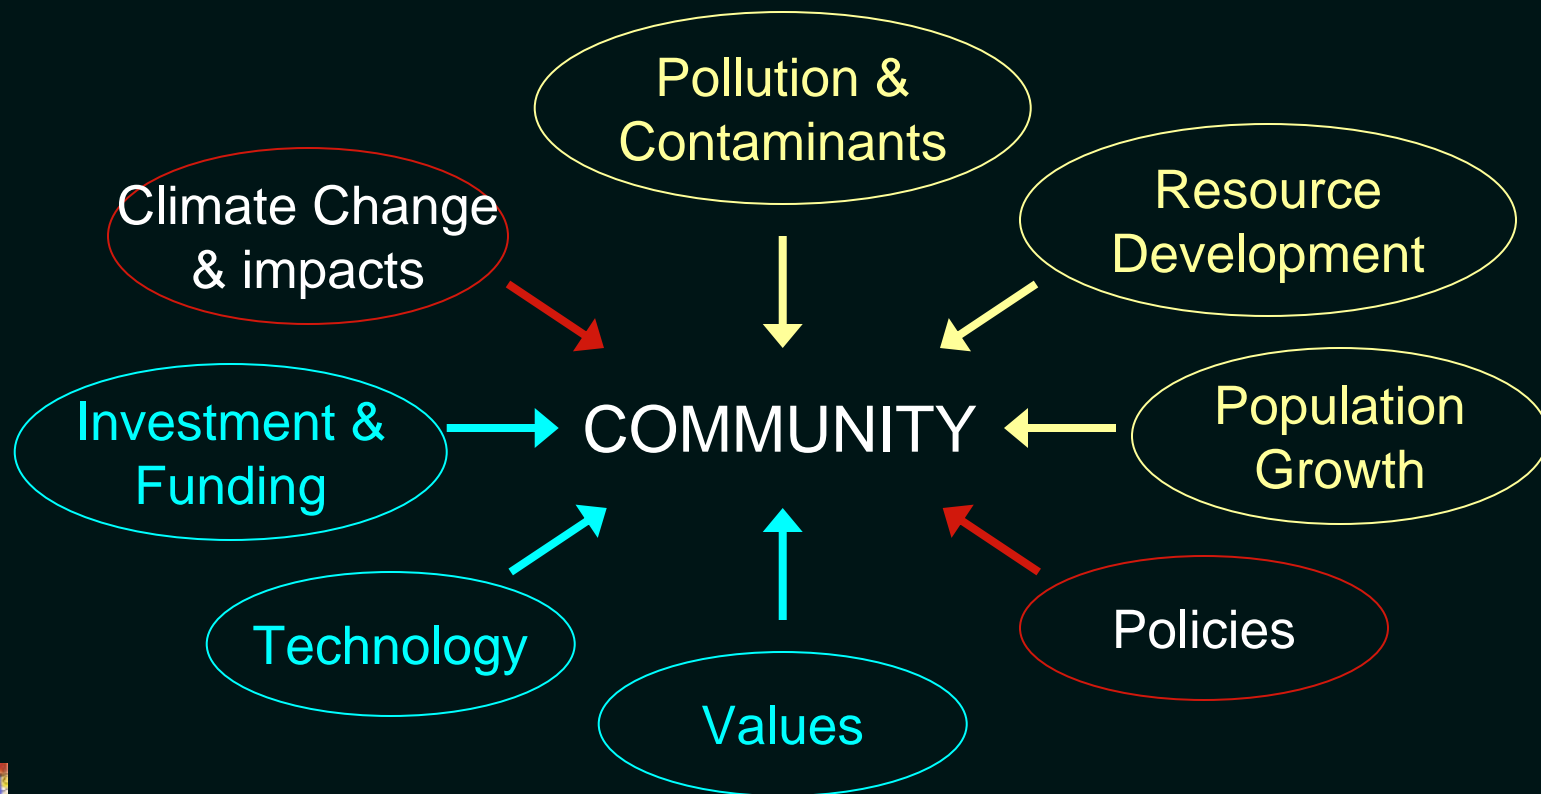 Pollution &
Contaminants
Climate Change
& impacts
Resource
Development
Investment &
Funding
COMMUNITY
Population
Growth
Technology
Policies
Values